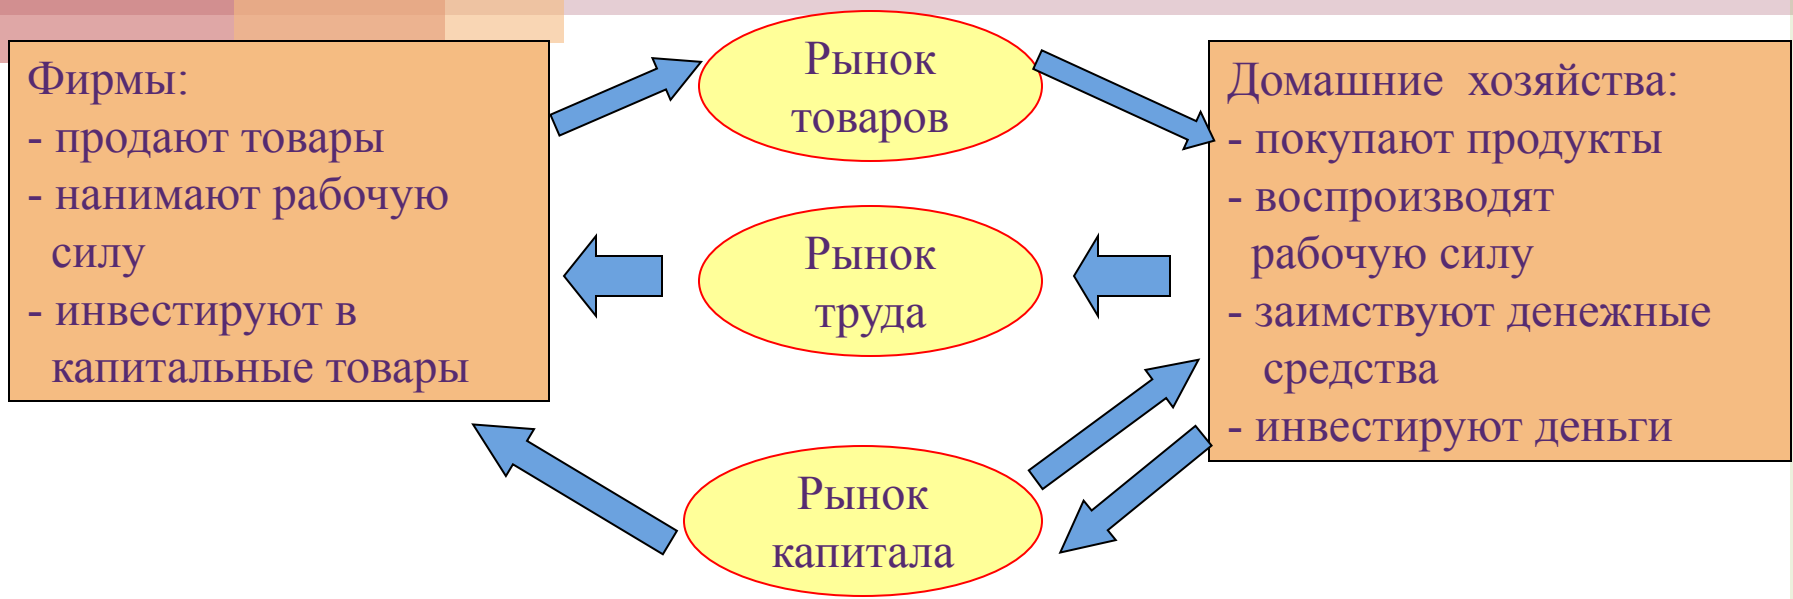 Фирмы:
- продают товары
- нанимают рабочую
силу
- инвестируют в
капитальные товары
Рынок
товаров
Рынок
труда
Рынок
капитала
Домашние хозяйства:
- покупают продукты
- воспроизводят
рабочую силу
- заимствуют денежные
средства
- инвестируют деньги